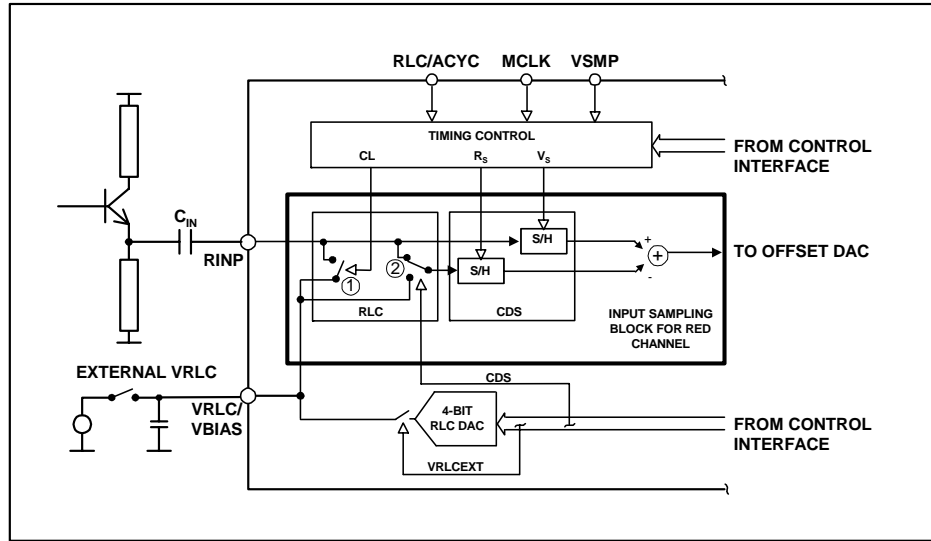 RLC/ACYC MCLK VSMP
TIMING CONTROL
CL RS VS
FROM CONTROL
INTERFACE
CIN
RINP
S/H
S/H
+
-
+
TO OFFSET DAC
1
2
RLC
CDS
INPUT SAMPLING
BLOCK FOR RED
CHANNEL
EXTERNAL VRLC
VRLC/
VBIAS
CDS
4-BIT
RLC DAC
VRLCEXT
FROM CONTROL
INTERFACE